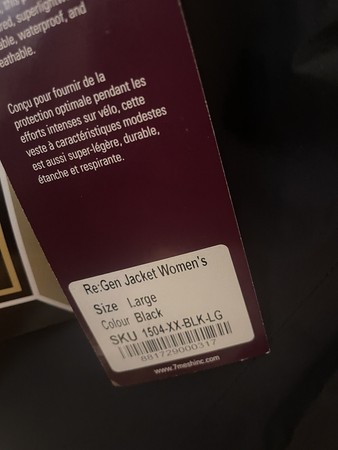 superlight
able, waterproof, and
breathable.
Conçu pour fournir de la
protection optimale pendant les
efforts intenses sur vélo, cette
veste à caractéristiques modestes
est aussi super-légère, durable,
étanche et respirante.
Re:Gen Jacket Women's
Size Large
Colour Black
SKU 1504-XX-BLK-LG
881729000317
www.7meshinc.com